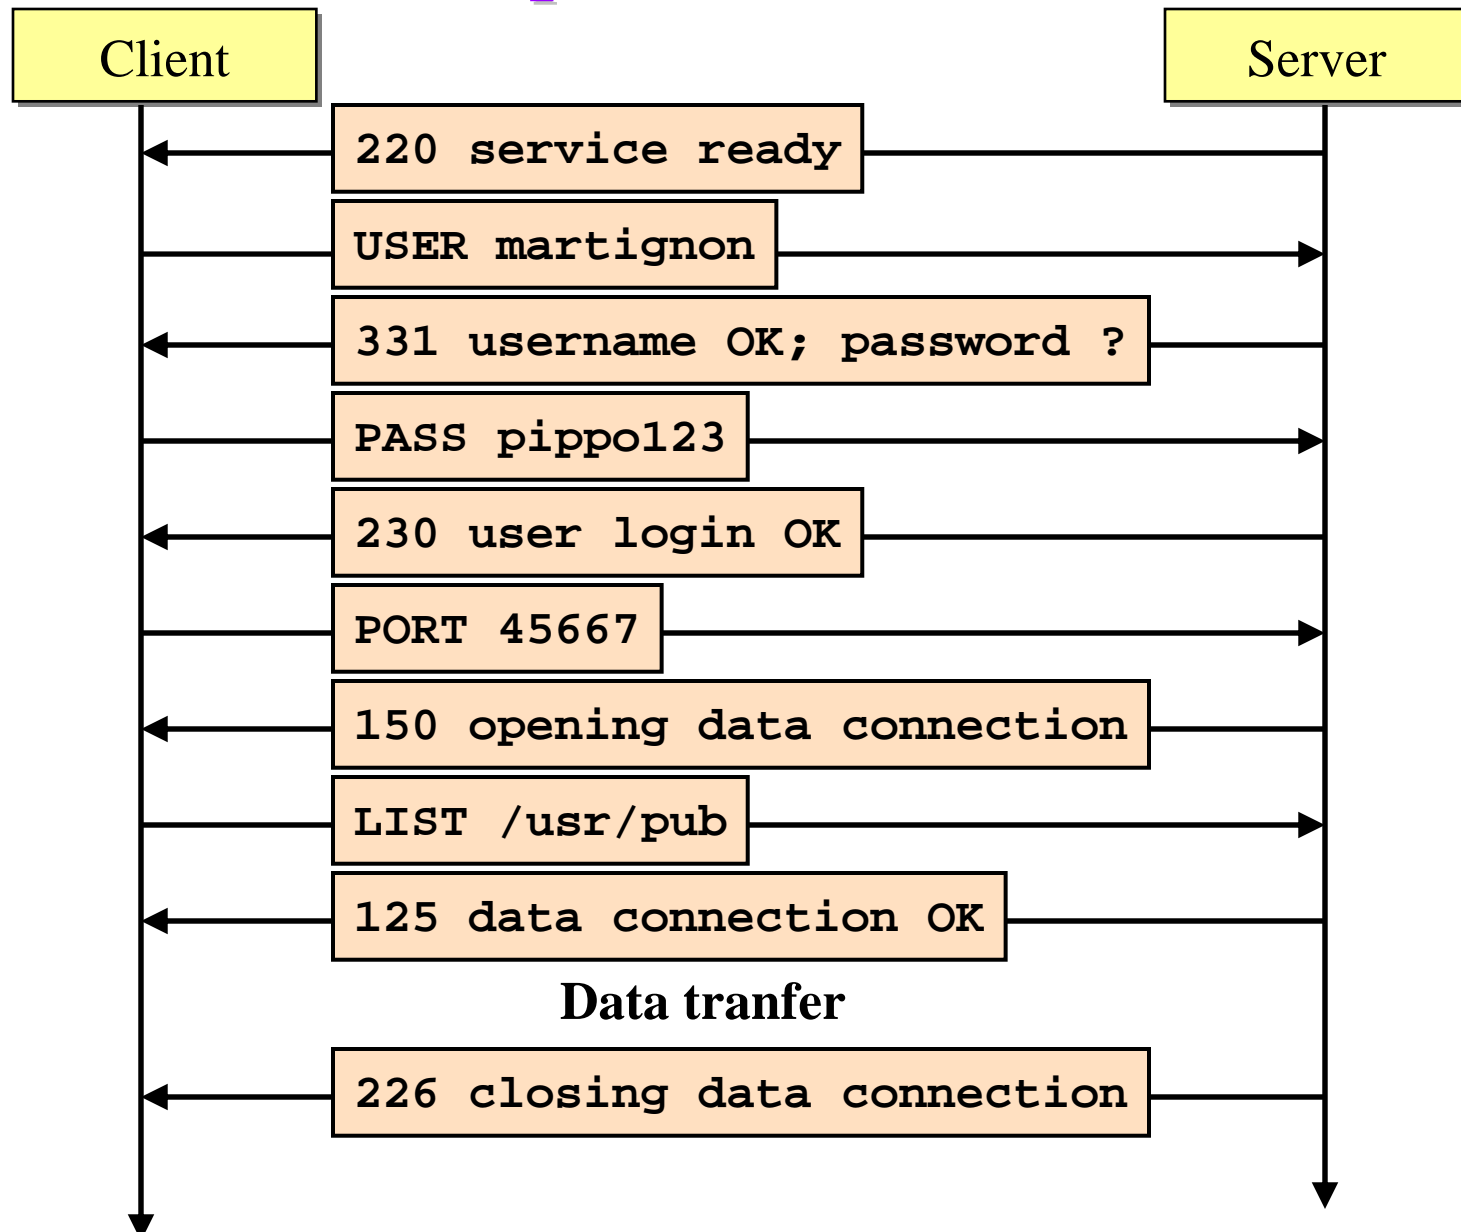 Client
Server
220 service ready
USER martignon
331 username OK; password ?
PASS pippo123
230 user login OK
PORT 45667
150 opening data connection
LIST /usr/pub
125 data connection OK
Data tranfer
226 closing data connection